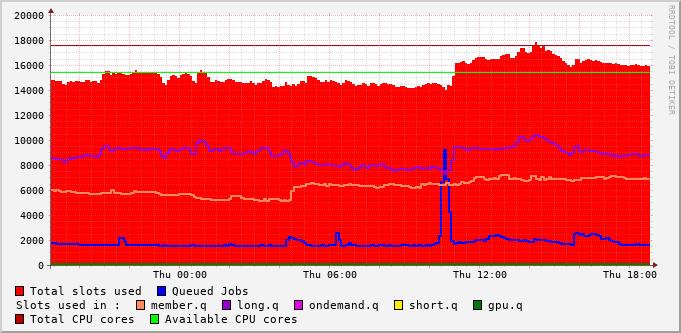 20000
18000
16000
14000
12000
10000
8000
6000
4000
2000
0
Thu 00:00 Thu 06:00 Thu 12:00 Thu 18:00
Total slots used Queued Jobs
Slots used in : member.q long.q ondemand.q short.q gpu.q
Total CPU cores Available CPU cores
RRDTOOL / TOBI OETIKER